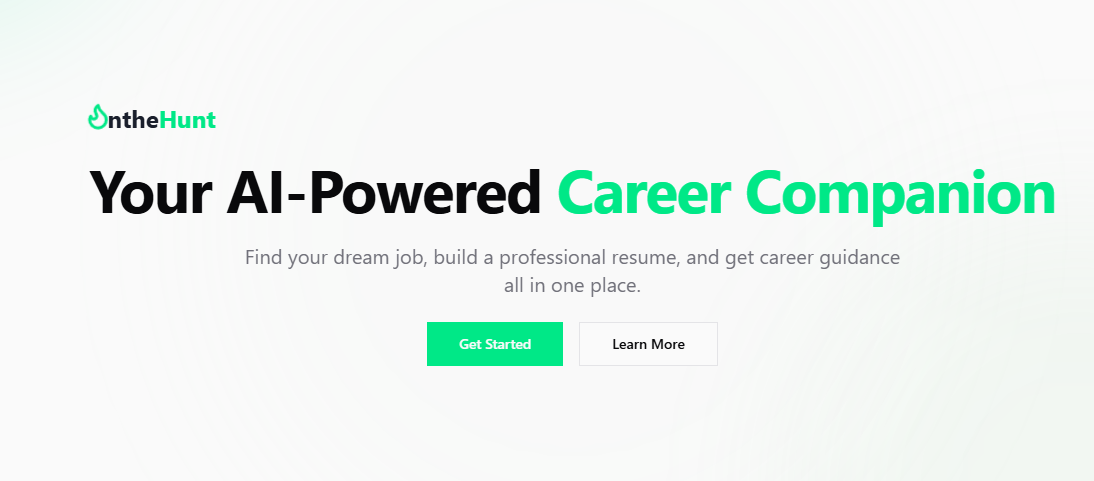 ntheHunt
Your AI-Powered Career Companion
Find your dream job, build a professional resume, and get career guidance
all in one place.
Get Started
Learn More